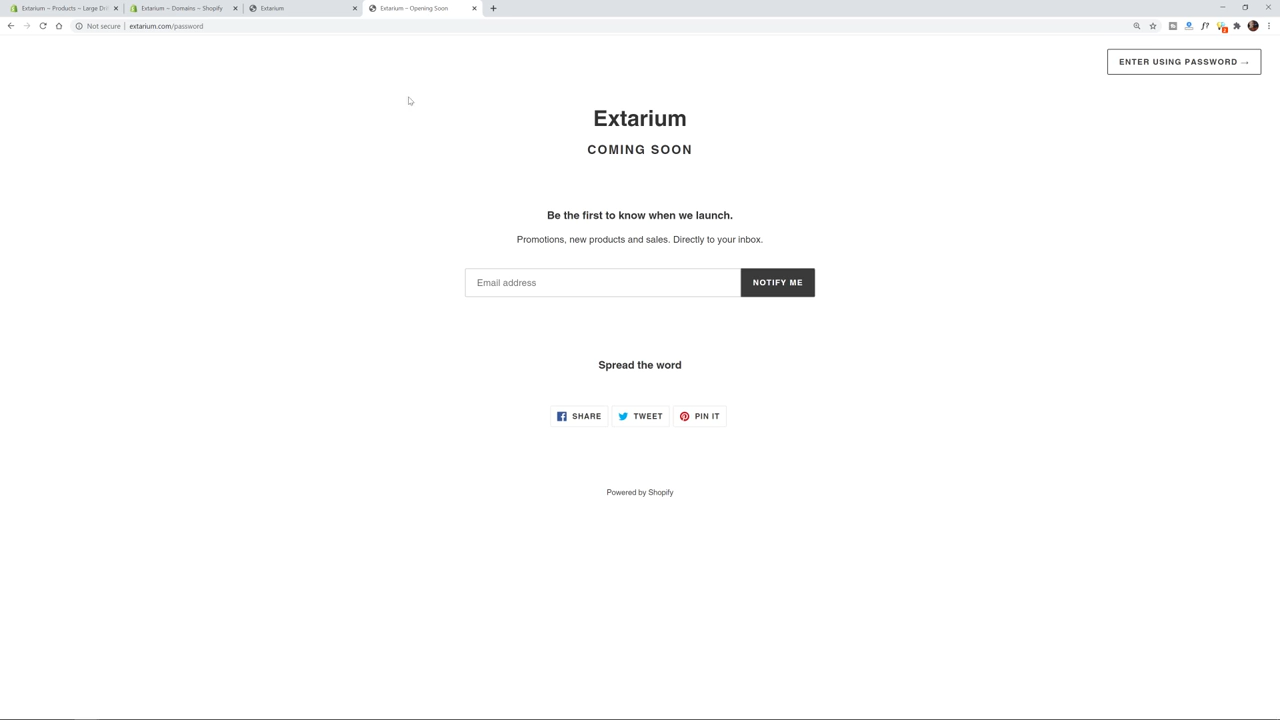 Extarium ~ Products ~ Large Dr
Extarium ~ Domains ~ Shopify
Extarium
Extarium – Opening Soon
Not secure
extarium.com/password
ENTER USING PASSWORD →
Extarium
COMING SOON
Be the first to know when we launch.
Promotions, new products and sales. Directly to your inbox.
Email address
NOTIFY ME
Spread the word
SHARE
TWEET
PIN IT
Powered by Shopify